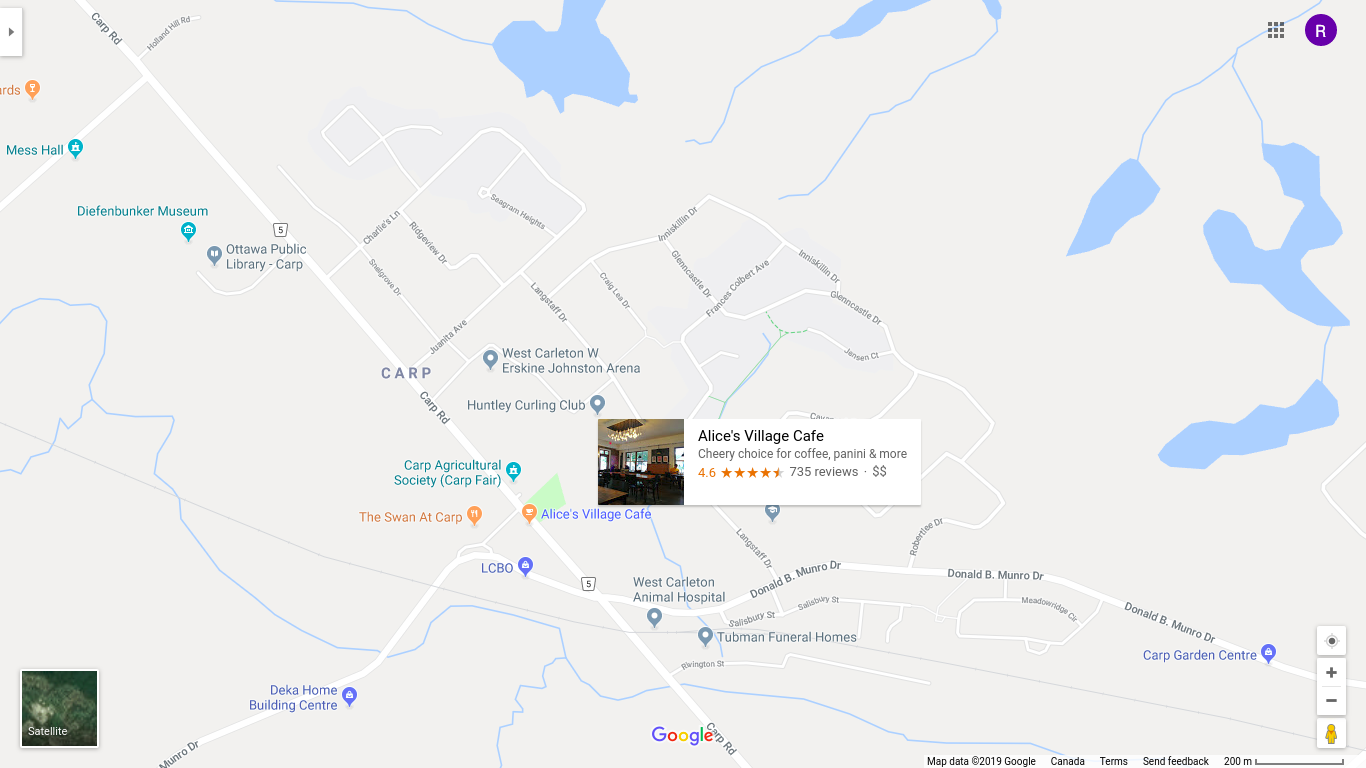 Carp Rd
Holland Hill Rd
R
ards
Mess Hall
Diefenbunker Museum
5
Ottawa Public
Library - Carp
Charlie's Ln
Seagram Heights
Ridgeview Dr
Snelgrove Dr
Inniskillin Dr
Inniskillin Dr
Glenncastle Dr
Frances Colbert Ave
Craig Lea Dr
Langstaff Dr
Glenncastle Dr
Juanita Ave
Jensen Ct
West Carleton W
Erskine Johnston Arena
CARP
Carp Rd
Huntley Curling Club
Alice's Village Cafe
Cheery choice for coffee, panini & more
4.6 ★★★★ 735 reviews · $$
Carp Agricultural
Society (Carp Fair)
The Swan At Carp
Alice's Village Cafe
LCBO
5
Langstaff Dr
Robertlee Dr
West Carleton
Animal Hospital
Donald B. Munro Dr
Donald B. Munro Dr
Salisbury St
Salisbury St
Meadowridge Cir
Donald B. Munro Dr
Tubman Funeral Homes
Carp Garden Centre
Rivington St
Deka Home
Building Centre
Satellite
Munro Dr
Google
Carp Rd
Map data ©2019 Google Canada Terms Send feedback 200 m